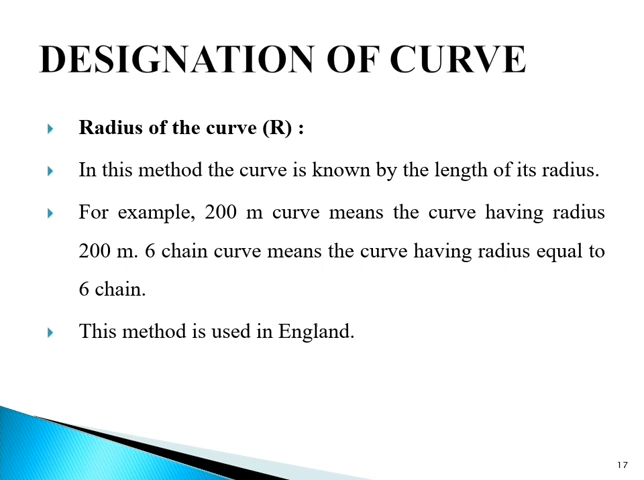 DESIGNATION OF CURVE
Radius of the curve (R) :
In this method the curve is known by the length of its radius.
For example, 200 m curve means the curve having radius
200 m. 6 chain curve means the curve having radius equal to
6 chain.
This method is used in England.
17